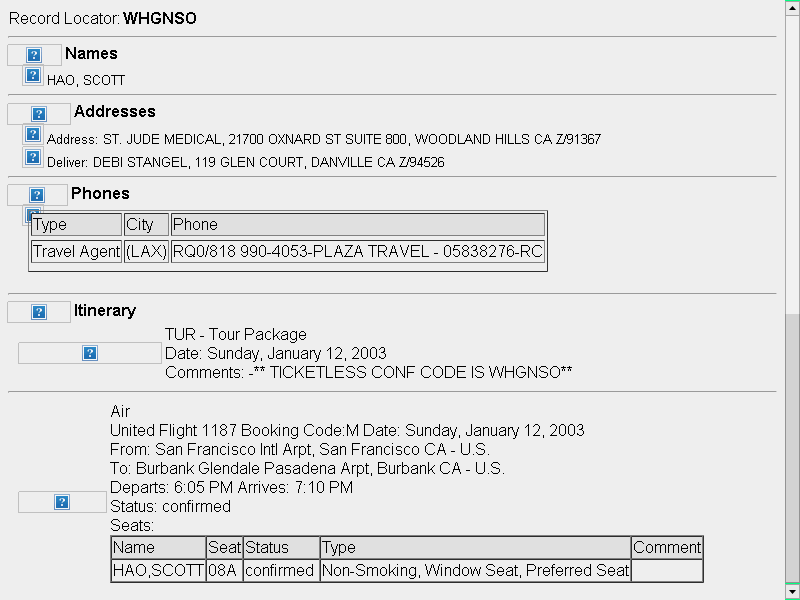 Record Locator: WHGNSO
Names
HAO, SCOTT
Addresses
Address: ST. JUDE MEDICAL, 21700 OXNARD ST SUITE 800, WOODLAND HILLS CA Z/91367
Deliver: DEBI STANGEL, 119 GLEN COURT, DANVILLE CA Z/94526
Phones
Type City Phone
Travel Agent (LAX) RQ0/818 990-4053-PLAZA TRAVEL - 05838276-RC
Itinerary
TUR - Tour Package
Date: Sunday, January 12, 2003
Comments: -** TICKETLESS CONF CODE IS WHGNSO**
Air
United Flight 1187 Booking Code:M Date: Sunday, January 12, 2003
From: San Francisco Intl Arpt, San Francisco CA - U.S.
To: Burbank Glendale Pasadena Arpt, Burbank CA - U.S.
Departs: 6:05 PM Arrives: 7:10 PM
Status: confirmed
Seats:
Name Seat Status Type Comment
HAO,SCOTT 08A confirmed Non-Smoking, Window Seat, Preferred Seat